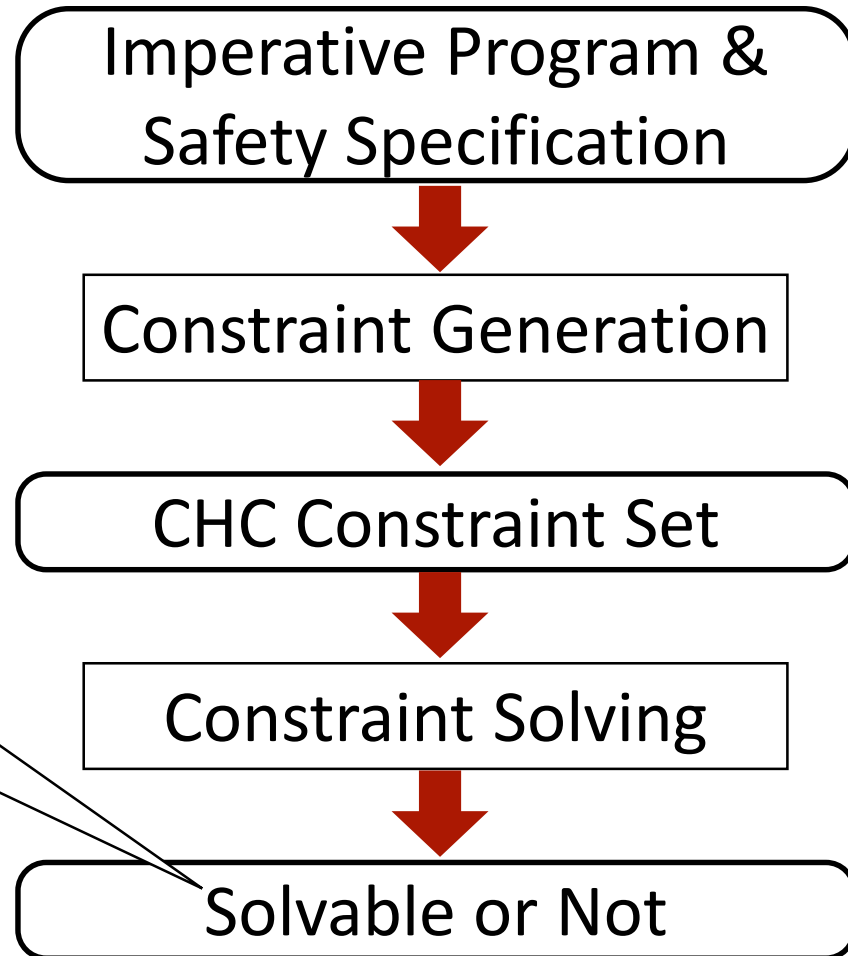 Imperative Program &
Safety Specification
Constraint Generation
CHC Constraint Set
Constraint Solving
Solvable or Not